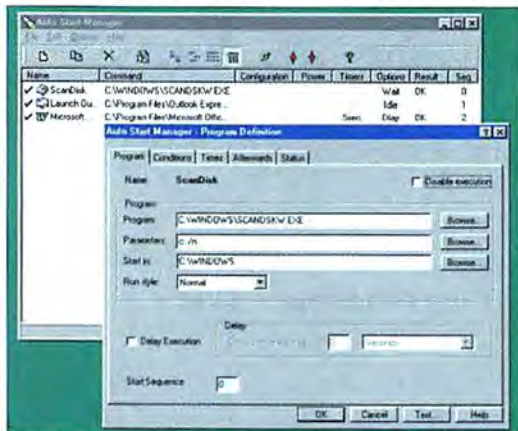 Auto Start Manager
File Edit Options Help
Name Command Configuration Power Timers Options Result Seq
ScanDisk C:\WINDOWS\SCANDSKW.EXE Wait OK 0
Launch Ou... C:\Program Files\Outlook Expre... Idle 1
Microsoft... C:\Program Files\Microsoft Offic... 5sec Dlay OK 2
Auto Start Manager - Program Definition
Program Conditions Times Afterwards Status
Name: ScanDisk
Disable execution
Program
Program: C:\WINDOWS\SCANDSKW.EXE Browse...
Parameters: c: /n Browse...
Start in: C:\WINDOWS Browse...
Run style: Normal
Delay
Delay Execution Seconds
Start Sequence 0
OK Cancel Test... Help